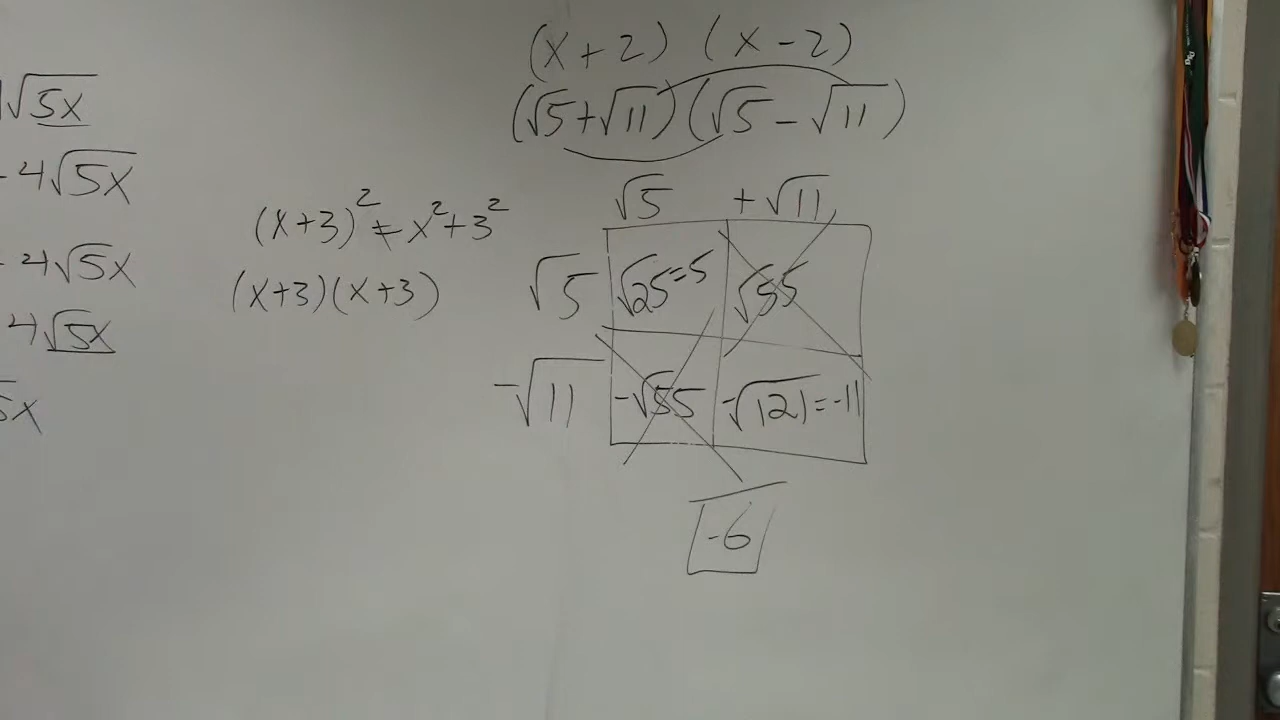 √5x
- 4√5x
- 4√5x
4√5x
5x
(x+3)² ≠ x²+3²
(x+3)(x+3)
(x+2) (x-2)
(√5+√11)(√5-√11)
√5 +√11
√5 √25=5 √55
-√11 -√55 -√121=-11
-6